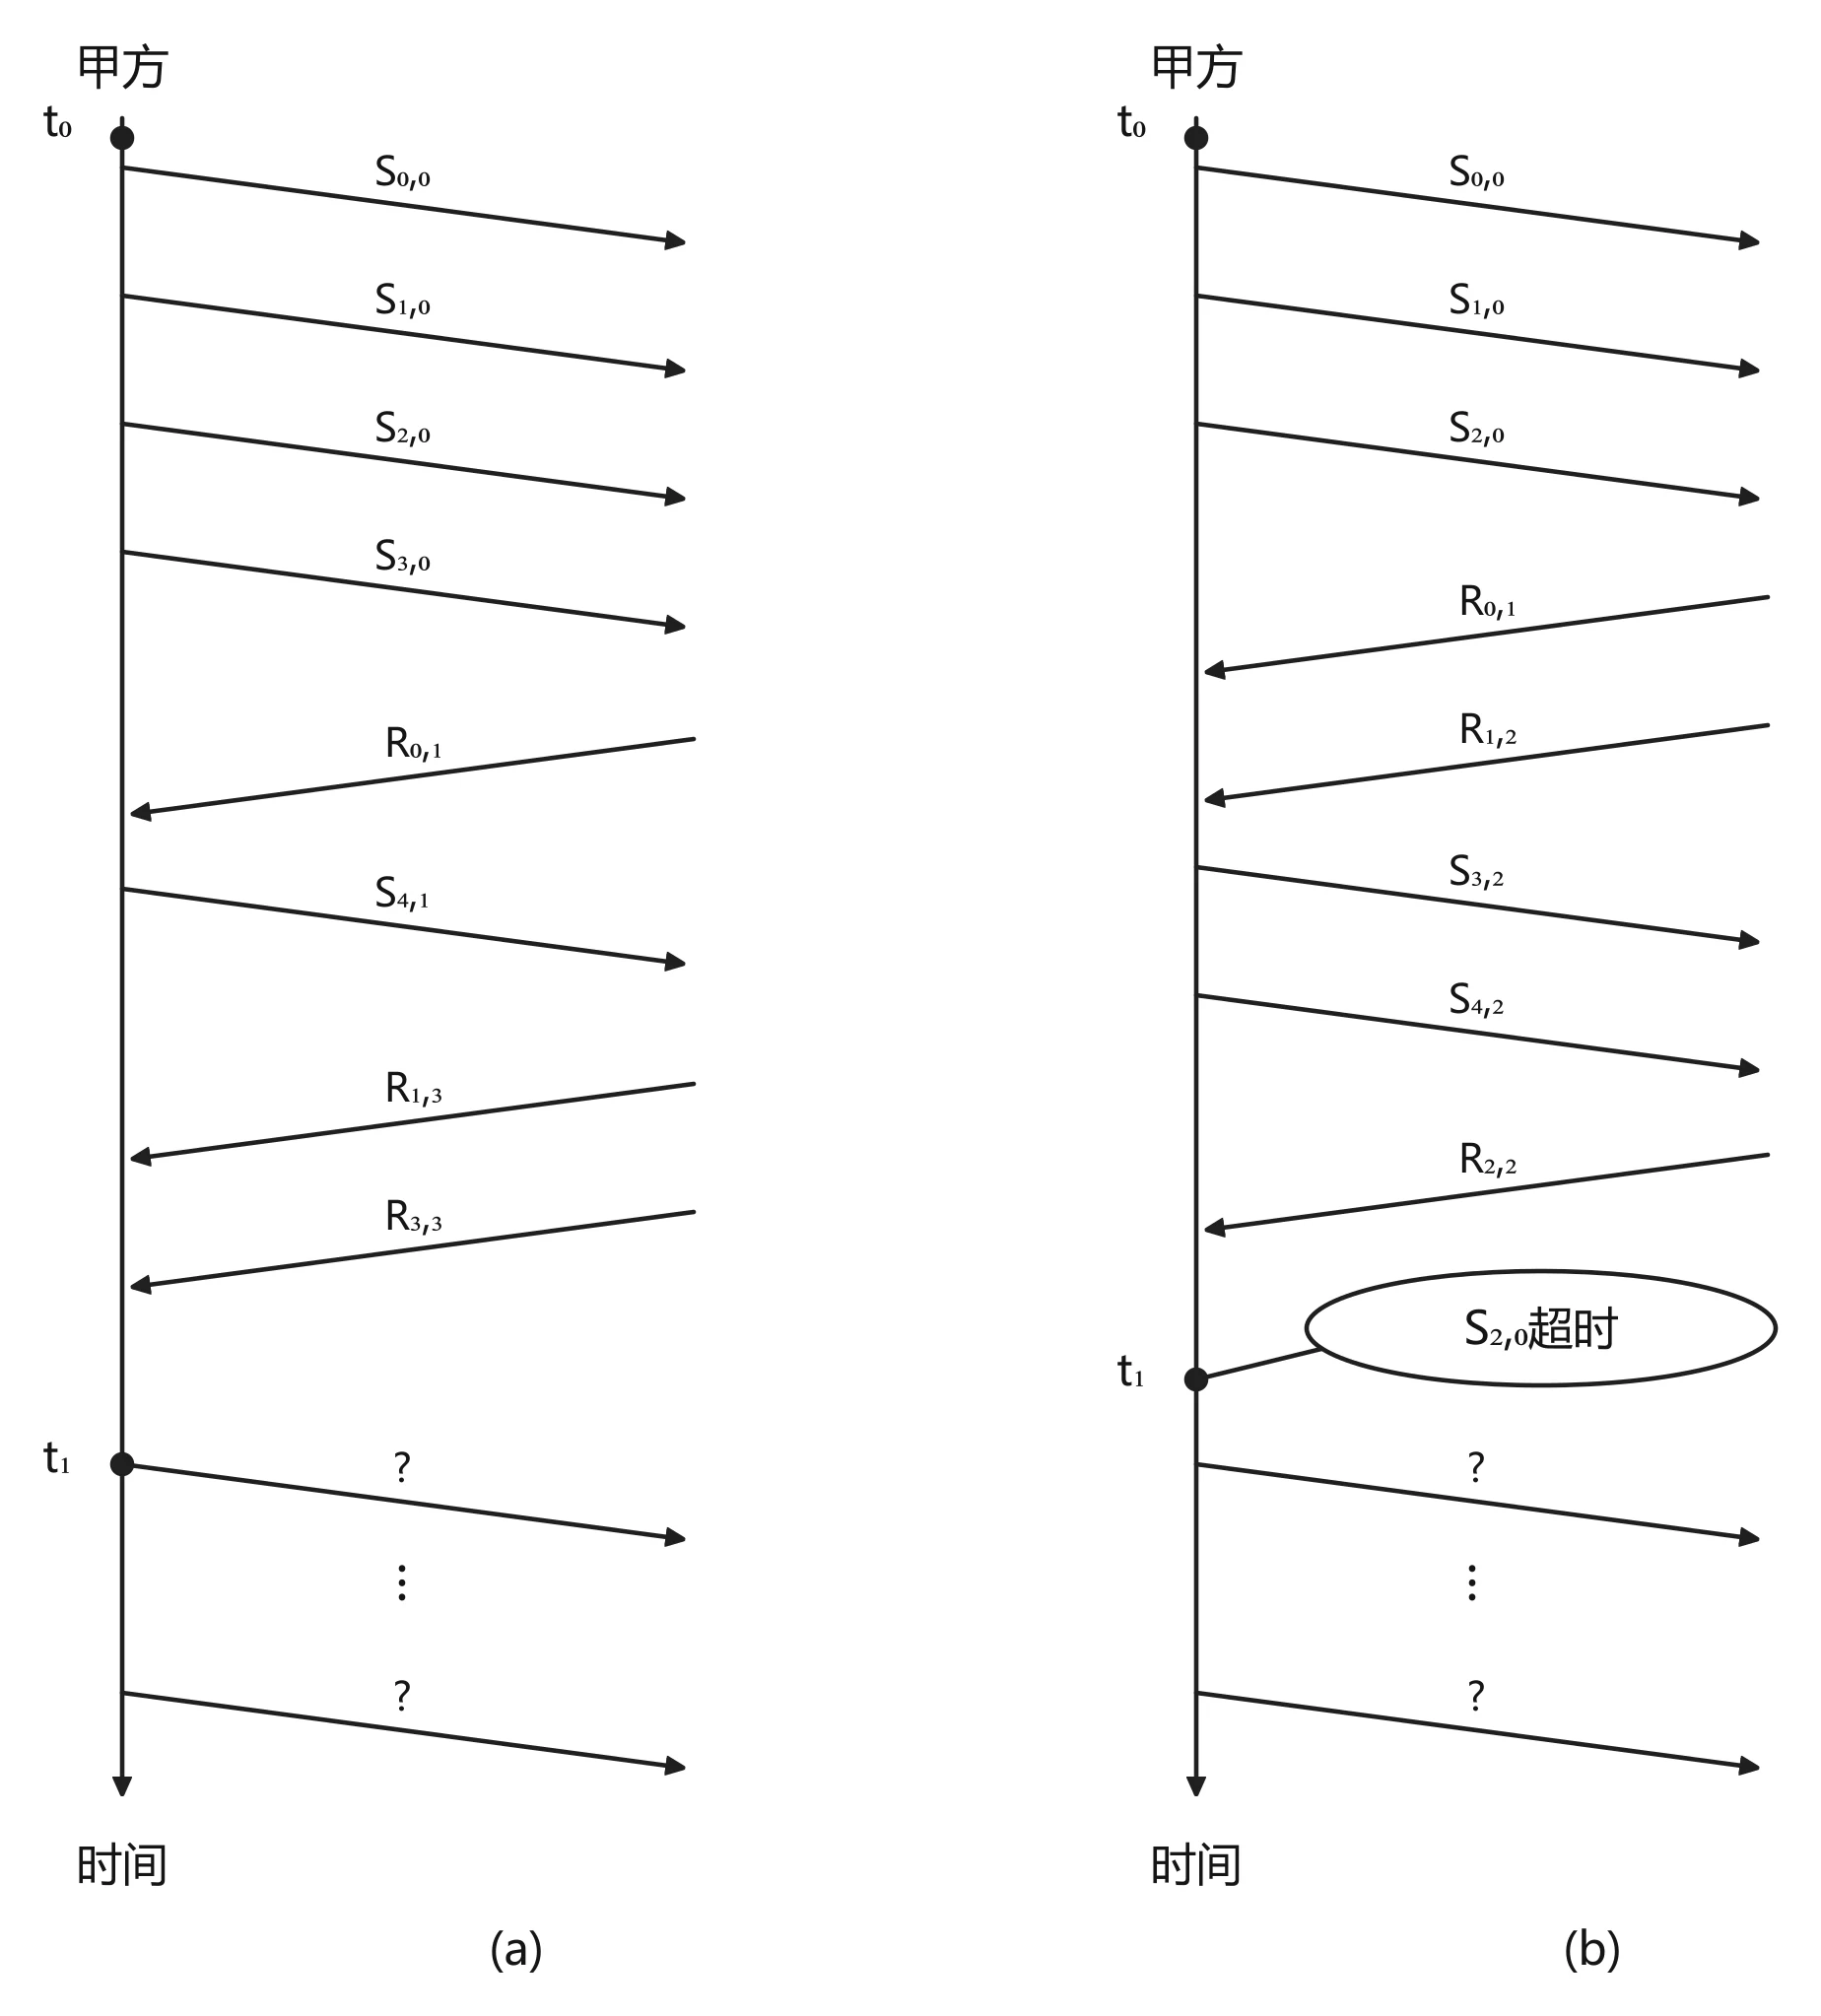 甲方
t₀
S₀,₀
S₁,₀
S₂,₀
S₃,₀
R₀,₁
S₄,₁
R₁,₃
R₃,₃
t₁
?
⋮
?
时间
(a)
甲方
t₀
S₀,₀
S₁,₀
S₂,₀
R₀,₁
R₁,₂
S₃,₂
S₄,₂
R₂,₂
S₂,₀超时
t₁
?
⋮
?
时间
(b)